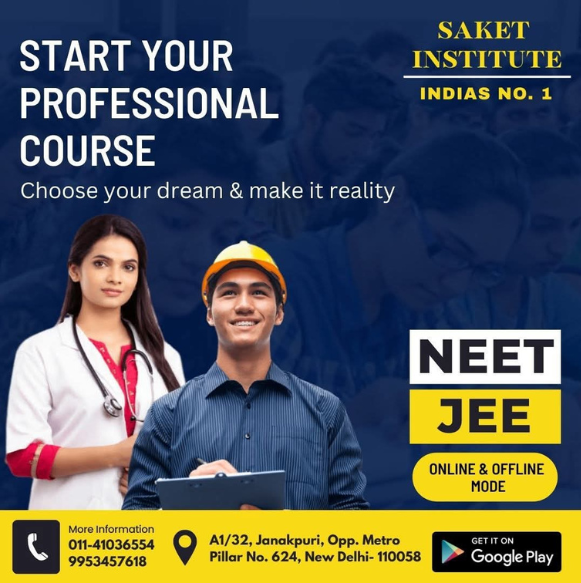 SAKET
INSTITUTE
INDIAS NO. 1
START YOUR
PROFESSIONAL
COURSE
Choose your dream & make it reality
NEET
JEE
ONLINE & OFFLINE
MODE
More Information
011-41036554
9953457618
A1/32, Janakpuri, Opp. Metro
Pillar No. 624, New Delhi- 110058
GET IT ON
Google Play